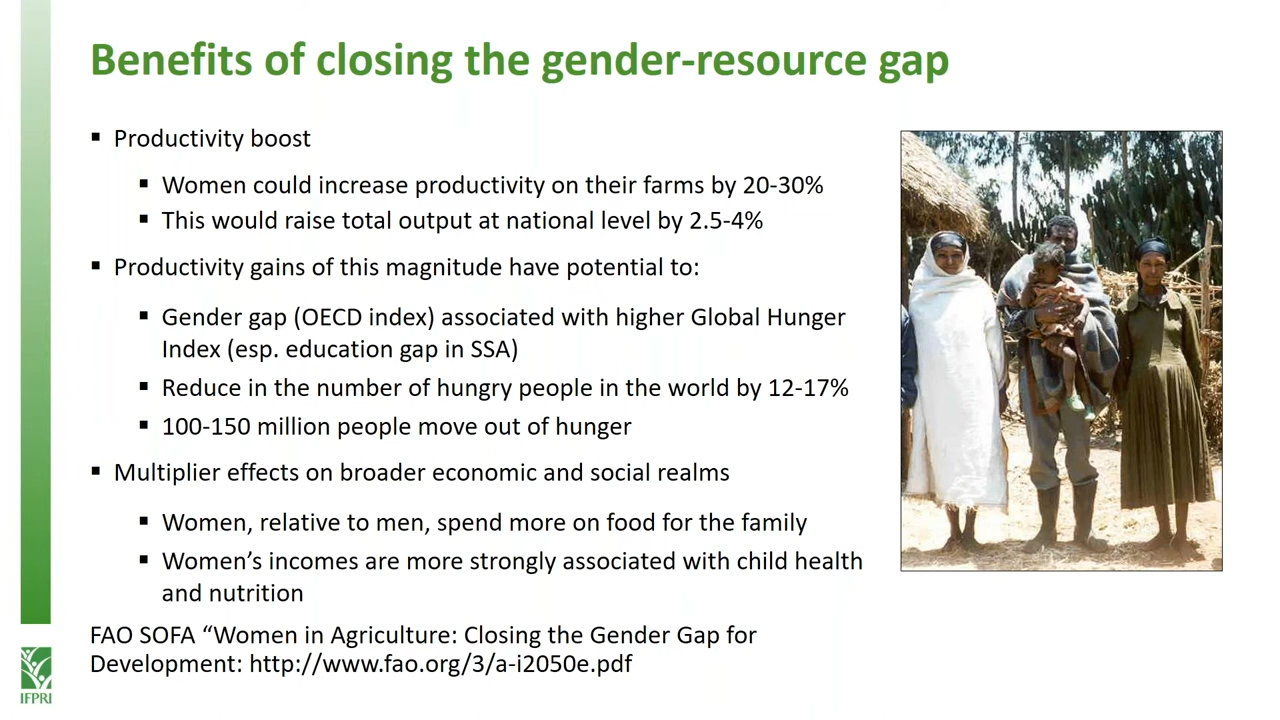 Benefits of closing the gender-resource gap
▪ Productivity boost
▪ Women could increase productivity on their farms by 20-30%
▪ This would raise total output at national level by 2.5-4%
▪ Productivity gains of this magnitude have potential to:
▪ Gender gap (OECD index) associated with higher Global Hunger
Index (esp. education gap in SSA)
▪ Reduce in the number of hungry people in the world by 12-17%
▪ 100-150 million people move out of hunger
▪ Multiplier effects on broader economic and social realms
▪ Women, relative to men, spend more on food for the family
▪ Women’s incomes are more strongly associated with child health
and nutrition
FAO SOFA “Women in Agriculture: Closing the Gender Gap for
Development: http://www.fao.org/3/a-i2050e.pdf
IFPRI